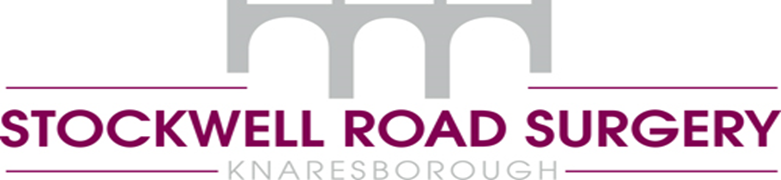 STOCKWELL ROAD SURGERY
KNARESBOROUGH